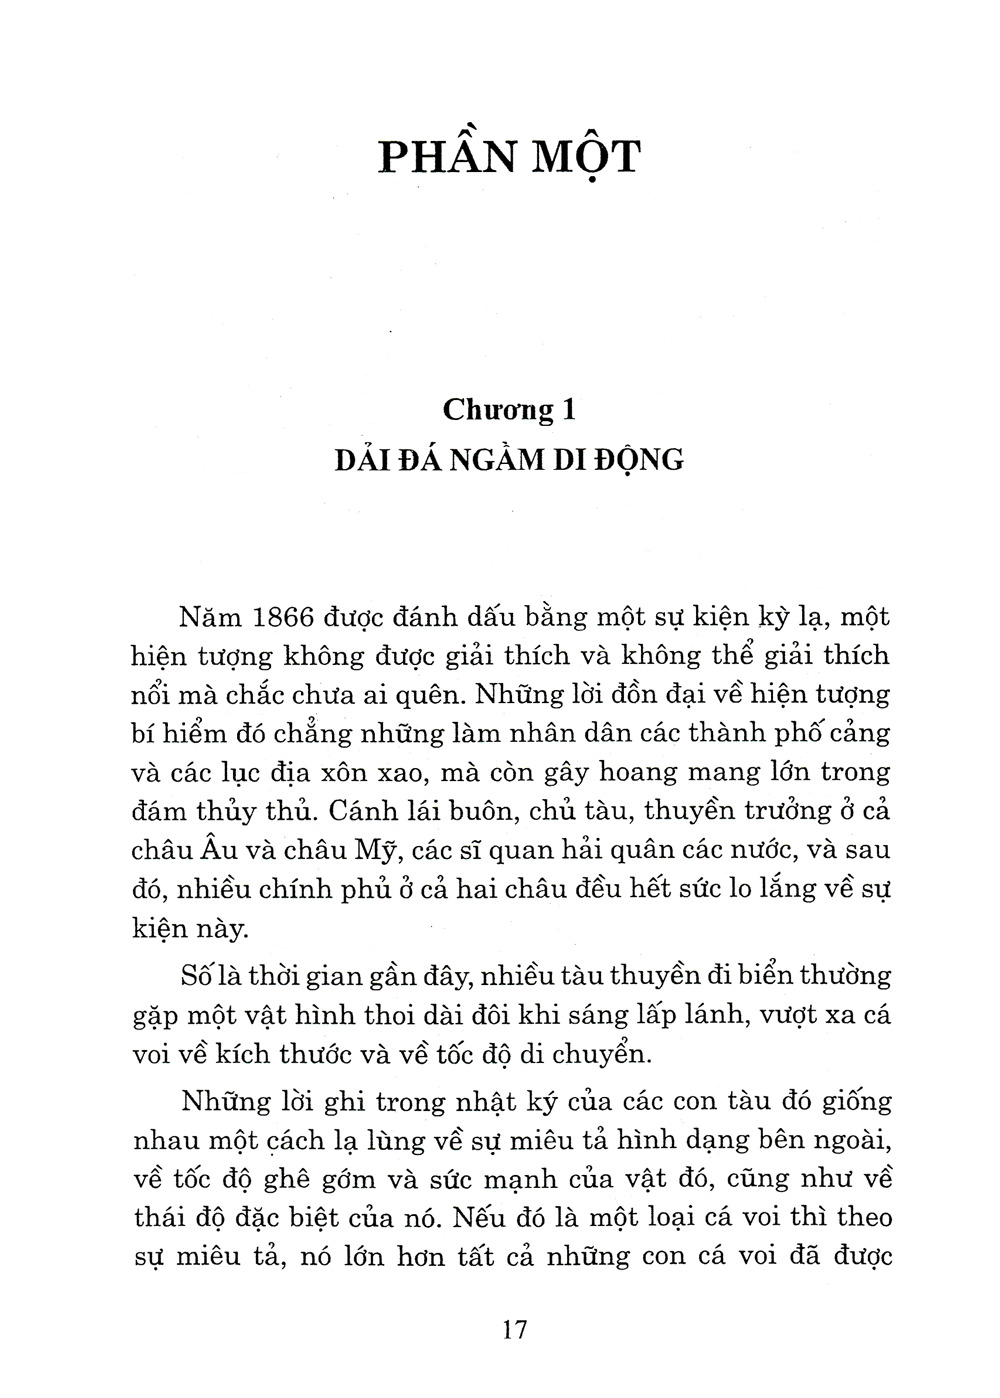 PHẦN MỘT
Chương 1
DẢI ĐÁ NGẦM DI ĐỘNG
Năm 1866 được đánh dấu bằng một sự kiện kỳ lạ, một
hiện tượng không được giải thích và không thể giải thích
nổi mà chắc chưa ai quên. Những lời đồn đại về hiện tượng
bí hiểm đó chẳng những làm nhân dân các thành phố cảng
và các lục địa xôn xao, mà còn gây hoang mang lớn trong
đám thủy thủ. Cánh lái buôn, chủ tàu, thuyền trưởng ở cả
châu Âu và châu Mỹ, các sĩ quan hải quân các nước, và sau
đó, nhiều chính phủ ở cả hai châu đều hết sức lo lắng về sự
kiện này.
Số là thời gian gần đây, nhiều tàu thuyền đi biển thường
gặp một vật hình thoi dài đôi khi sáng lấp lánh, vượt xa cá
voi về kích thước và về tốc độ di chuyển.
Những lời ghi trong nhật ký của các con tàu đó giống
nhau một cách lạ lùng về sự miêu tả hình dạng bên ngoài,
về tốc độ ghê gớm và sức mạnh của vật đó, cũng như về
thái độ đặc biệt của nó. Nếu đó là một loại cá voi thì theo
sự miêu tả, nó lớn hơn tất cả những con cá voi đã được
17